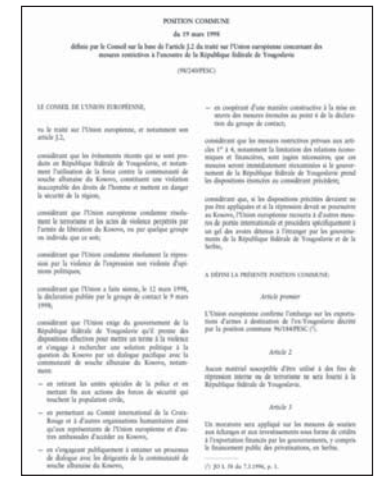 POSITION COMMUNE
du 19 mars 1998
définie par le Conseil sur la base de l'article J.2 du traité sur l'Union européenne concernant des
mesures restrictives à l'encontre de la République fédérale de Yougoslavie
(98/240/PESC)
LE CONSEIL DE L'UNION EUROPÉENNE,
vu le traité sur l'Union européenne, et notamment son
article J.2,
considérant que les événements récents qui se sont pro-
duits en République fédérale de Yougoslavie, et notam-
ment l'utilisation de la force contre la communauté de
souche albanaise du Kosovo, constituent une violation
inacceptable des droits de l'homme et mettent en danger
la sécurité de la région,
considérant que l'Union européenne condamne résolu-
ment le terrorisme et les actes de violence perpétrés par
l'armée de libération du Kosovo, ou par quelque groupe
ou individu que ce soit;
considérant que l'Union condamne résolument la répres-
sion par la violence de l'expression non violente d'opi-
nions politiques;
considérant que l'Union a faite sienne, le 12 mars 1998,
la déclaration publiée par le groupe de contact le 9 mars
1998;
considérant que l'Union exige du gouvernement de la
République fédérale de Yougoslavie qu'il prenne des
dispositions effectives pour mettre un terme à la violence
et s'engage à rechercher une solution politique à la
question du Kosovo par un dialogue pacifique avec la
communauté de souche albanaise du Kosovo, notam-
ment:
— en retirant les unités spéciales de la police et en
mettant fin aux actions des forces de sécurité qui
touchent la population civile,
— en permettant au Comité international de la Croix-
Rouge et à d'autres organisations humanitaires ainsi
qu'aux représentants de l'Union européenne et d'au-
tres ambassades d'accéder au Kosovo,
— en s'engageant publiquement à entamer un processus
de dialogue avec les dirigeants de la communauté de
souche albanaise du Kosovo,
— en coopérant d'une manière constructive à la mise en
œuvre des mesures énoncées au point 6 de la déclara-
tion du groupe de contact;
considérant que les mesures restrictives prévues aux arti-
cles 1er à 4, notamment la limitation des relations écono-
miques et financières, sont jugées nécessaires; que ces
mesures seront immédiatement réexaminées si le gouver-
nement de la République fédérale de Yougoslavie prend
les dispositions énoncées au considérant précédent;
considérant que, si les dispositions précitées devaient ne
pas être appliquées et si la répression devait se poursuivre
au Kosovo, l'Union européenne recourra à d'autres mesu-
res de portée internationale et procédera spécifiquement à
un gel des avoirs détenus à l'étranger par les gouverne-
ments de la République fédérale de Yougoslavie et de la
Serbie,
A DÉFINI LA PRÉSENTE POSITION COMMUNE:
Article premier
L'Union européenne confirme l'embargo sur les exporta-
tions d'armes à destination de l'ex-Yougoslavie décrété
par la position commune 96/184/PESC (1).
Article 2
Aucun matériel susceptible d'être utilisé à des fins de
répression interne ou de terrorisme ne sera fourni à la
République fédérale de Yougoslavie.
Article 3
Un moratoire sera appliqué sur les mesures de soutien
aux échanges et aux investissements sous forme de crédits
à l'exportation financés par les gouvernements, y compris
le financement public des privatisations, en Serbie.
(1) JO L 58 du 7.3.1996, p. 1.